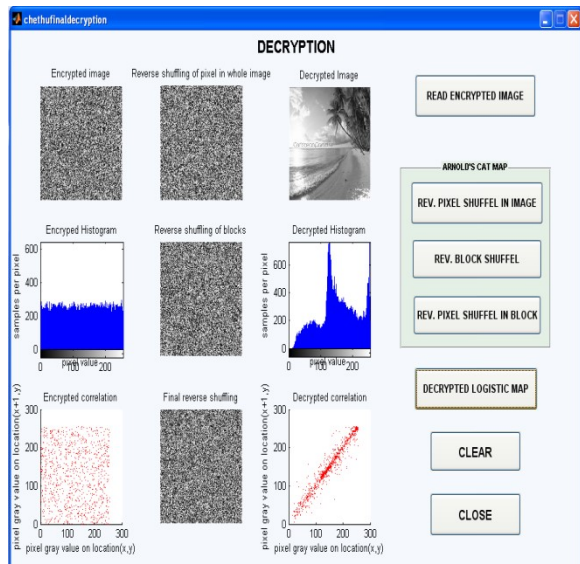 chethufinaldecryption
DECRYPTION
Encrypted image
Reverse shuffling of pixel in whole image
Decrypted Image
READ ENCRYPTED IMAGE
ARNOLD'S CAT MAP
REV. PIXEL SHUFFEL IN IMAGE
REV. BLOCK SHUFFEL
REV. PIXEL SHUFFEL IN BLOCK
Encryped Histogram
Reverse shuffling of blocks
Decrypted Histogram
samples per pixel
600
400
200
0
0
100
200
pixel value
samples per pixel
600
400
200
0
0
100
200
pixel value
DECRYPTED LOGISTIC MAP
Encrypted correlation
Final reverse shuffling
Decrypted correlation
pixel gray value on location(x+1,y)
300
200
100
0
0
100
200
300
pixel gray value on location(x,y)
pixel gray value on location(x+1,y)
300
200
100
0
0
100
200
300
pixel gray value on location(x,y)
CLEAR
CLOSE